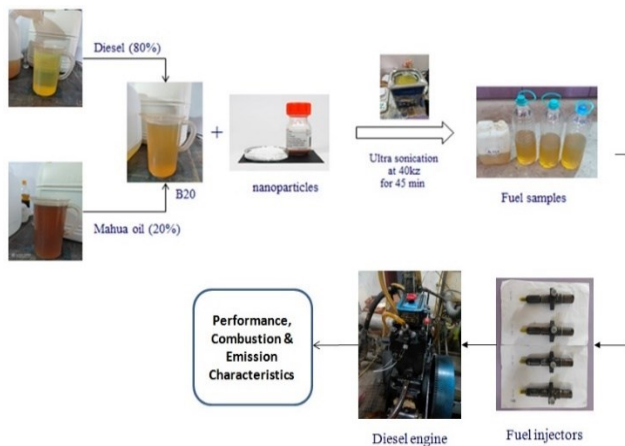 Diesel (80%)
B20
Mahua oil (20%)
+
nanoparticles
Ultra sonication
at 40kz
for 45 min
Fuel samples
Performance,
Combustion &
Emission
Characteristics
Diesel engine
Fuel injectors